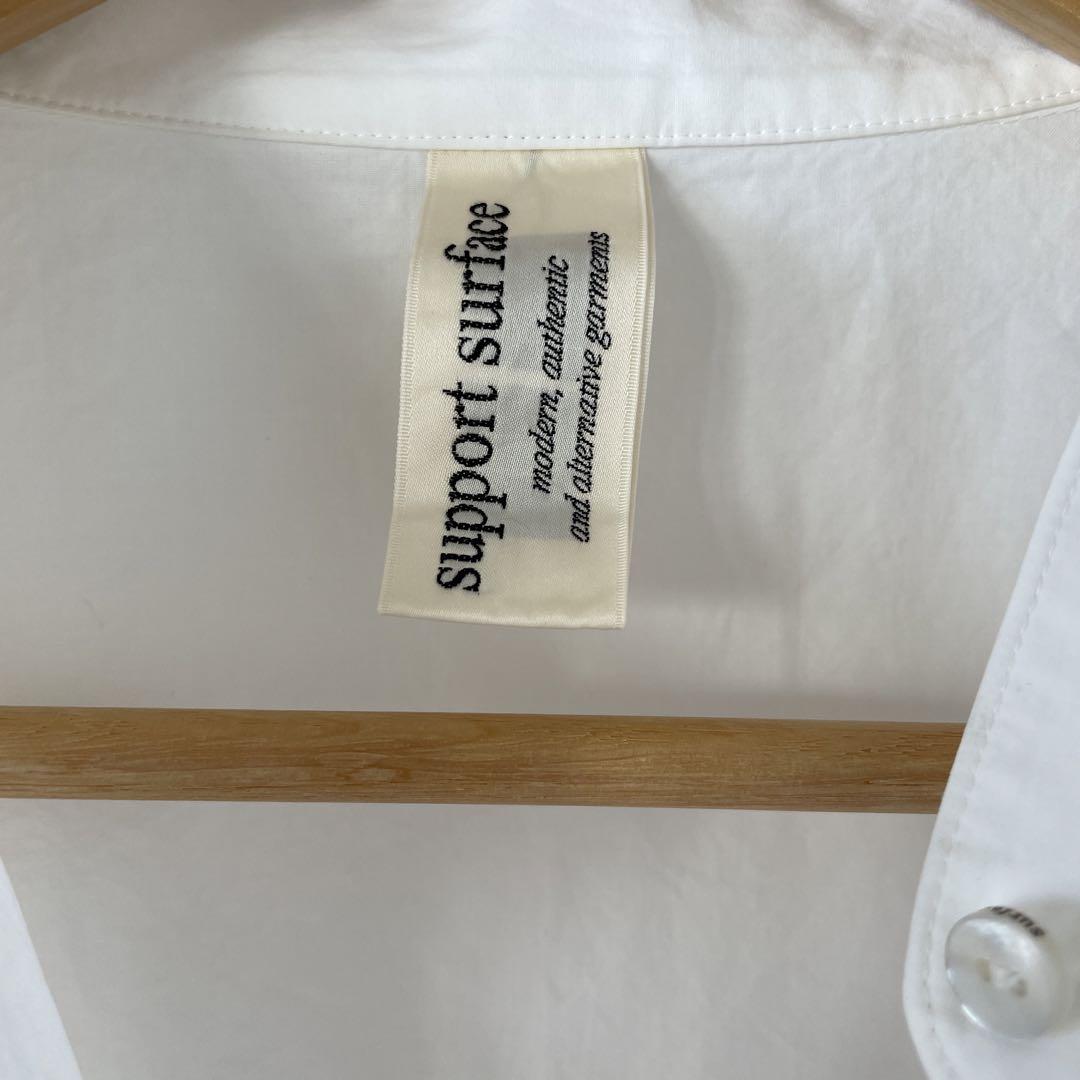 support surface
modern, authentic
and alternative garments